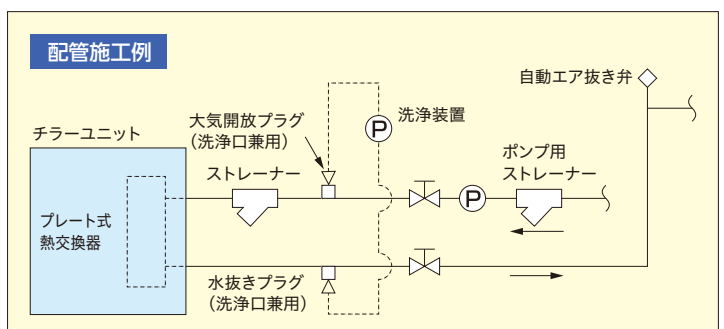 配管施工例
自動エア抜き弁
大気開放プラグ
(洗浄口兼用)
P
洗浄装置
チラーユニット
ストレーナー
ポンプ用
ストレーナー
P
プレート式
熱交換器
水抜きプラグ
(洗浄口兼用)